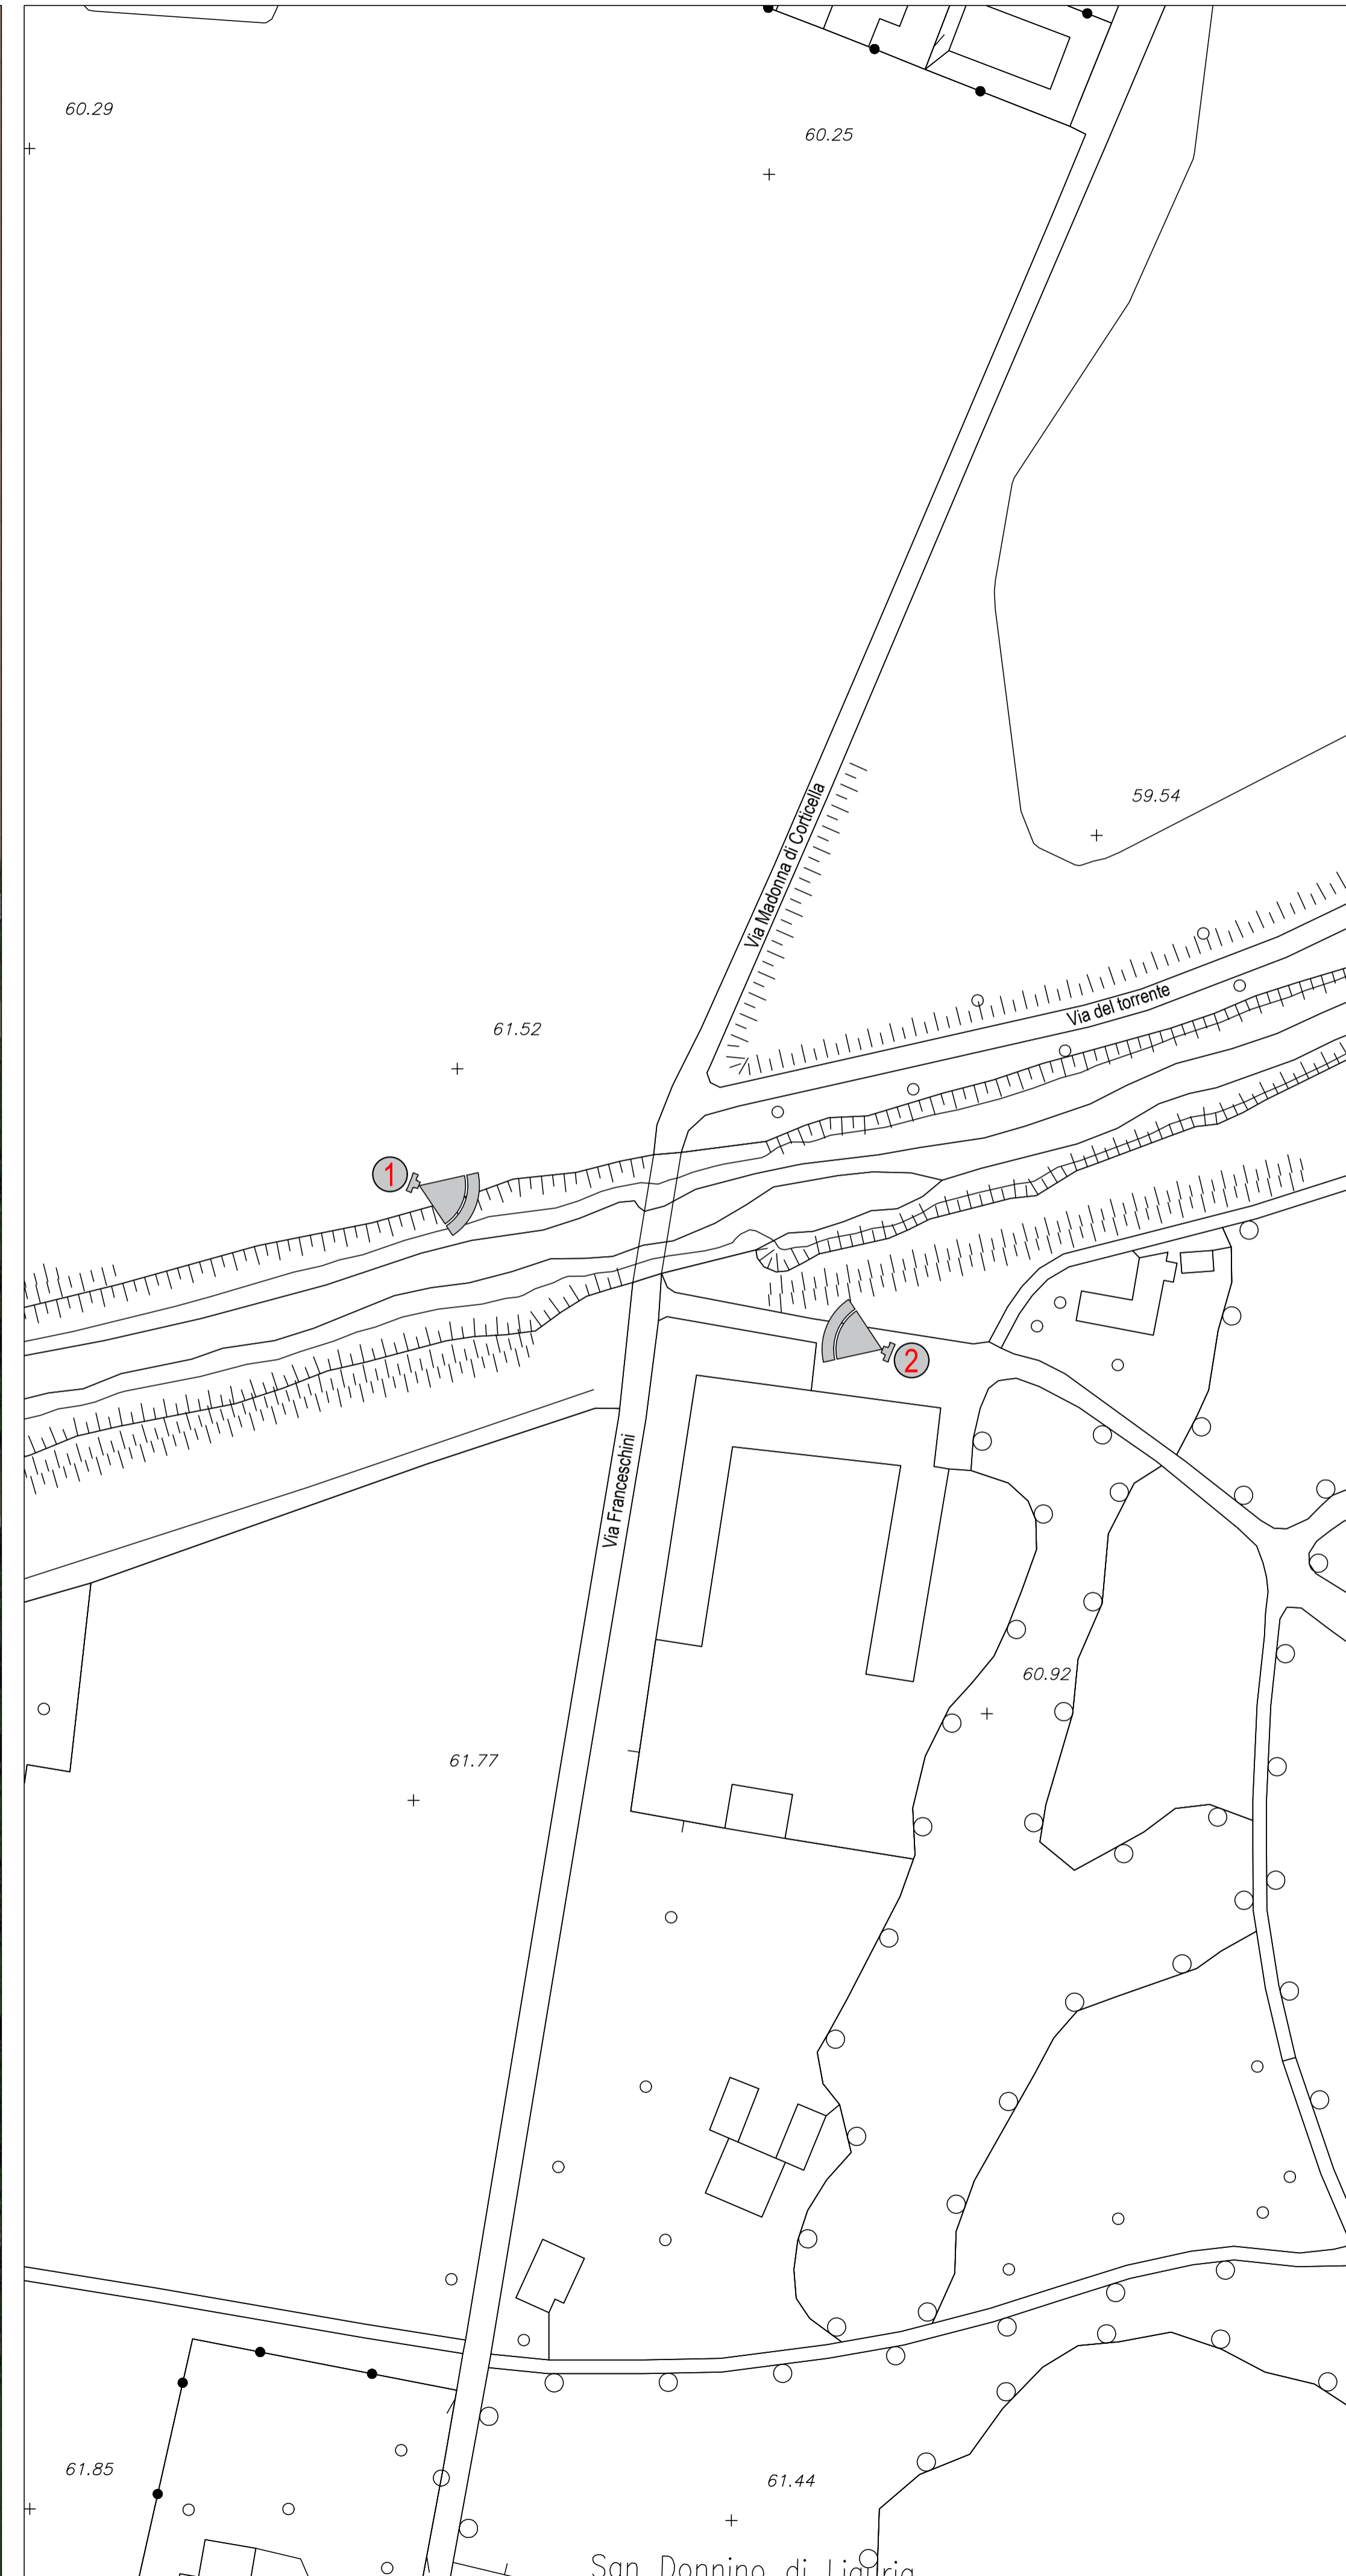 60.29
60.25
59.54
Via Madonna di Corticella
Via del torrente
61.52
1
2
Via Franceschini
60.92
61.77
61.85
61.44
San Donnino di Liguria